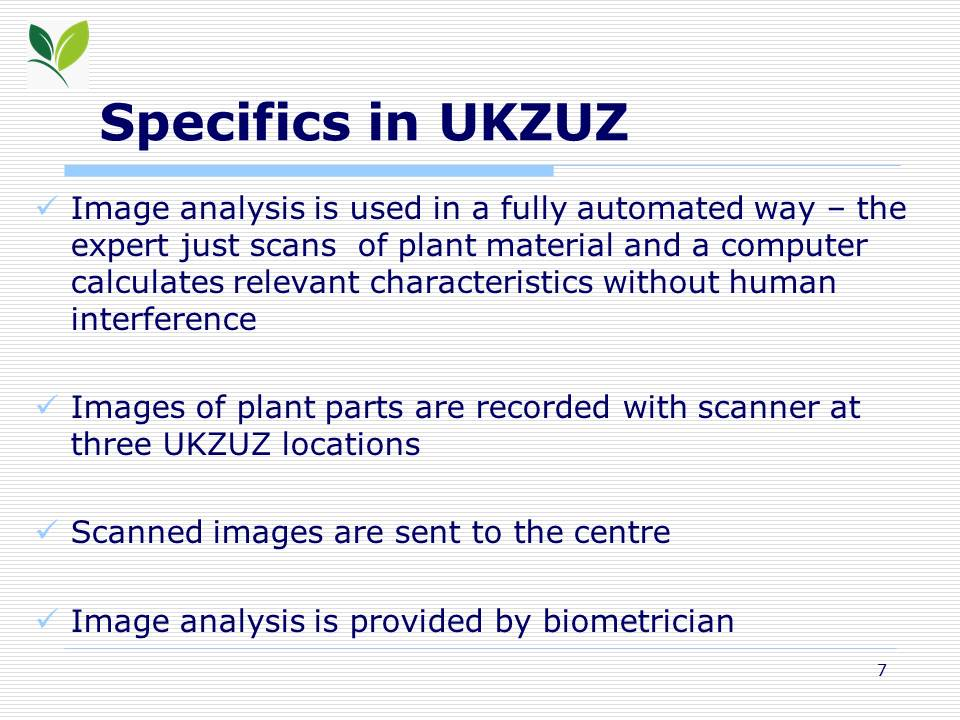 Specifics in UKZUZ
✓ Image analysis is used in a fully automated way – the
expert just scans  of plant material and a computer
calculates relevant characteristics without human
interference
✓ Images of plant parts are recorded with scanner at
three UKZUZ locations
✓ Scanned images are sent to the centre
✓ Image analysis is provided by biometrician
7